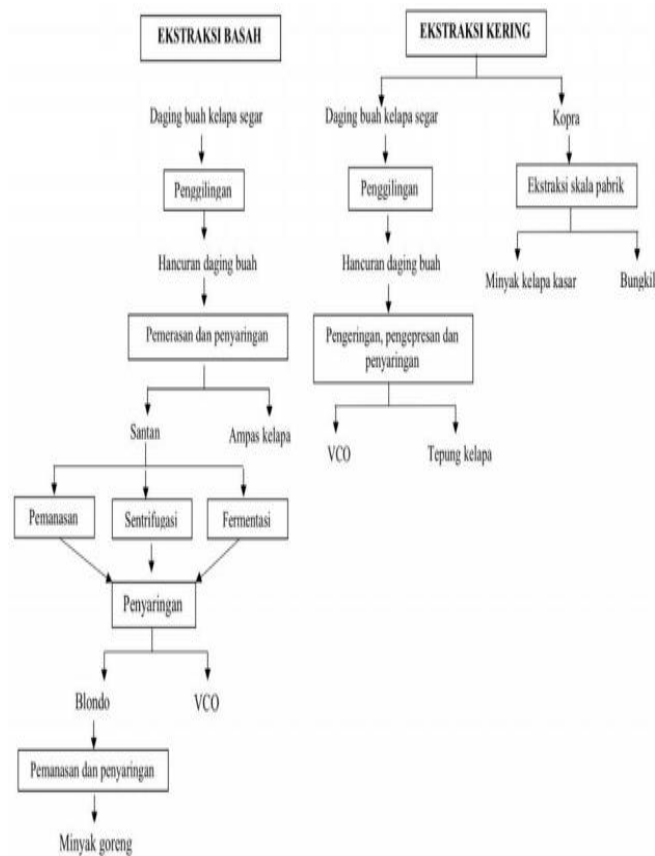 EKSTRAKSI BASAH
Daging buah kelapa segar
Penggilingan
Hancuran daging buah
Pemerasan dan penyaringan
Santan
Ampas kelapa
Pemanasan
Sentrifugasi
Fermentasi
Penyaringan
Blondo
VCO
Pemanasan dan penyaringan
Minyak goreng
EKSTRAKSI KERING
Daging buah kelapa segar
Penggilingan
Hancuran daging buah
Pengeringan, pengepresan dan
penyaringan
VCO
Tepung kelapa
Kopra
Ekstraksi skala pabrik
Minyak kelapa kasar
Bungkil